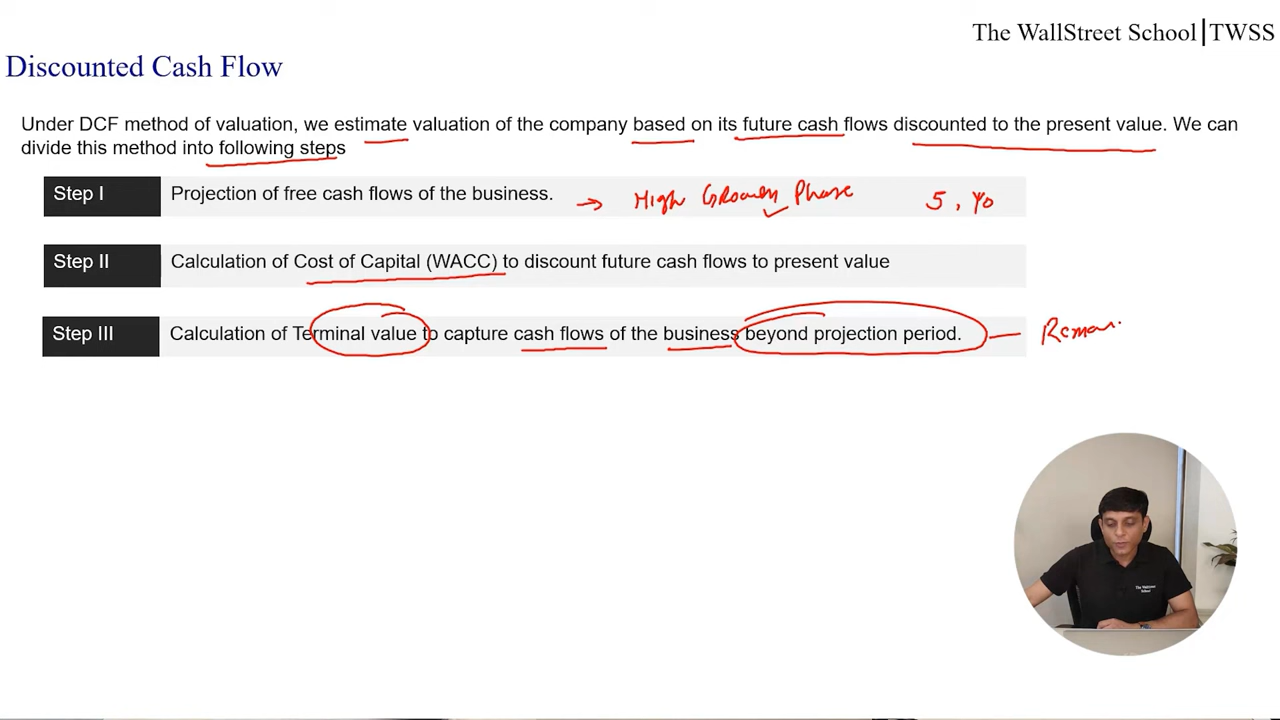 The WallStreet School|TWSS
Discounted Cash Flow
Under DCF method of valuation, we estimate valuation of the company based on its future cash flows discounted to the present value. We can
divide this method into following steps
Step I Projection of free cash flows of the business. → High Growth Phase 5, 10
Step II Calculation of Cost of Capital (WACC) to discount future cash flows to present value
Step III Calculation of Terminal value to capture cash flows of the business beyond projection period. —
The WallStreet
School